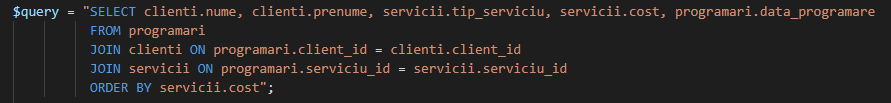 $query = "SELECT clienti.nume, clienti.prenume, servicii.tip_serviciu, servicii.cost, programari.data_programare
FROM programari
JOIN clienti ON programari.client_id = clienti.client_id
JOIN servicii ON programari.serviciu_id = servicii.serviciu_id
ORDER BY servicii.cost";